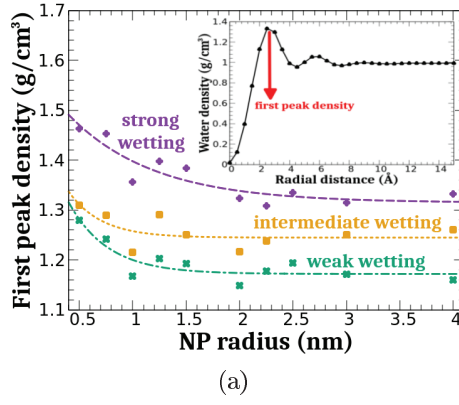 First peak density (g/cm³)
1.7
1.6
1.5
1.4
1.3
1.2
1.1
strong
wetting
intermediate wetting
weak wetting
0.5 1 1.5 2 2.5 3 3.5 4
NP radius (nm)
Water density (g/cm³)
1.4
1.2
1
0.8
0.6
0.4
0.2
0
first peak density
0 2 4 6 8 10 12 14
Radial distance (Å)
(a)